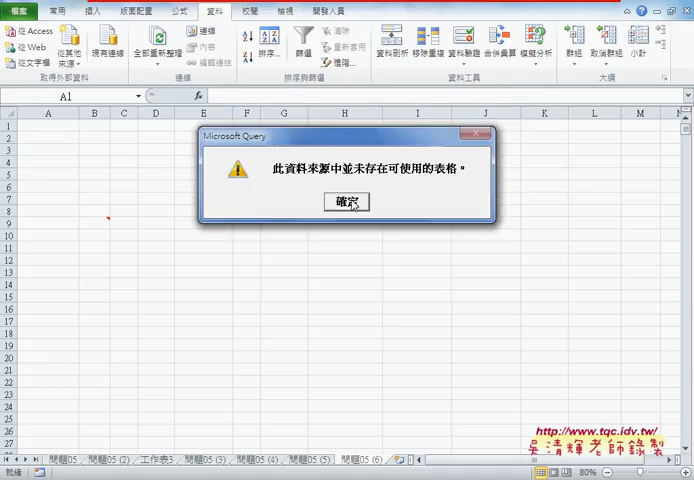 檔案 常用 插入 版面配置 公式 資料 校閱 檢視 開發人員
從 Access
從 Web
從文字檔
從其他來源
現有連線
取得外部資料
全部重新整理
連線
內容
編輯連結
連線
排序...
篩選
清除
重新套用
進階...
排序與篩選
資料剖析
移除重複
資料驗證
合併彙算
模擬分析
資料工具
群組
取消群組
小計
大綱
A1
fx
A B C D E F G H I J K L M N
1
2
3
4
5
6
7
8
9
10
11
12
13
14
15
16
17
18
19
20
21
22
23
24
25
26
27
Microsoft Query
此資料來源中並未存在可使用的表格。
確定
http://www.tqc.idv.tw/
吳清輝老師錄製
問題05 問題05 (2) 工作表3 問題05 (3) 問題05 (4) 問題05 (5) 問題05 (6)
就緒
80%